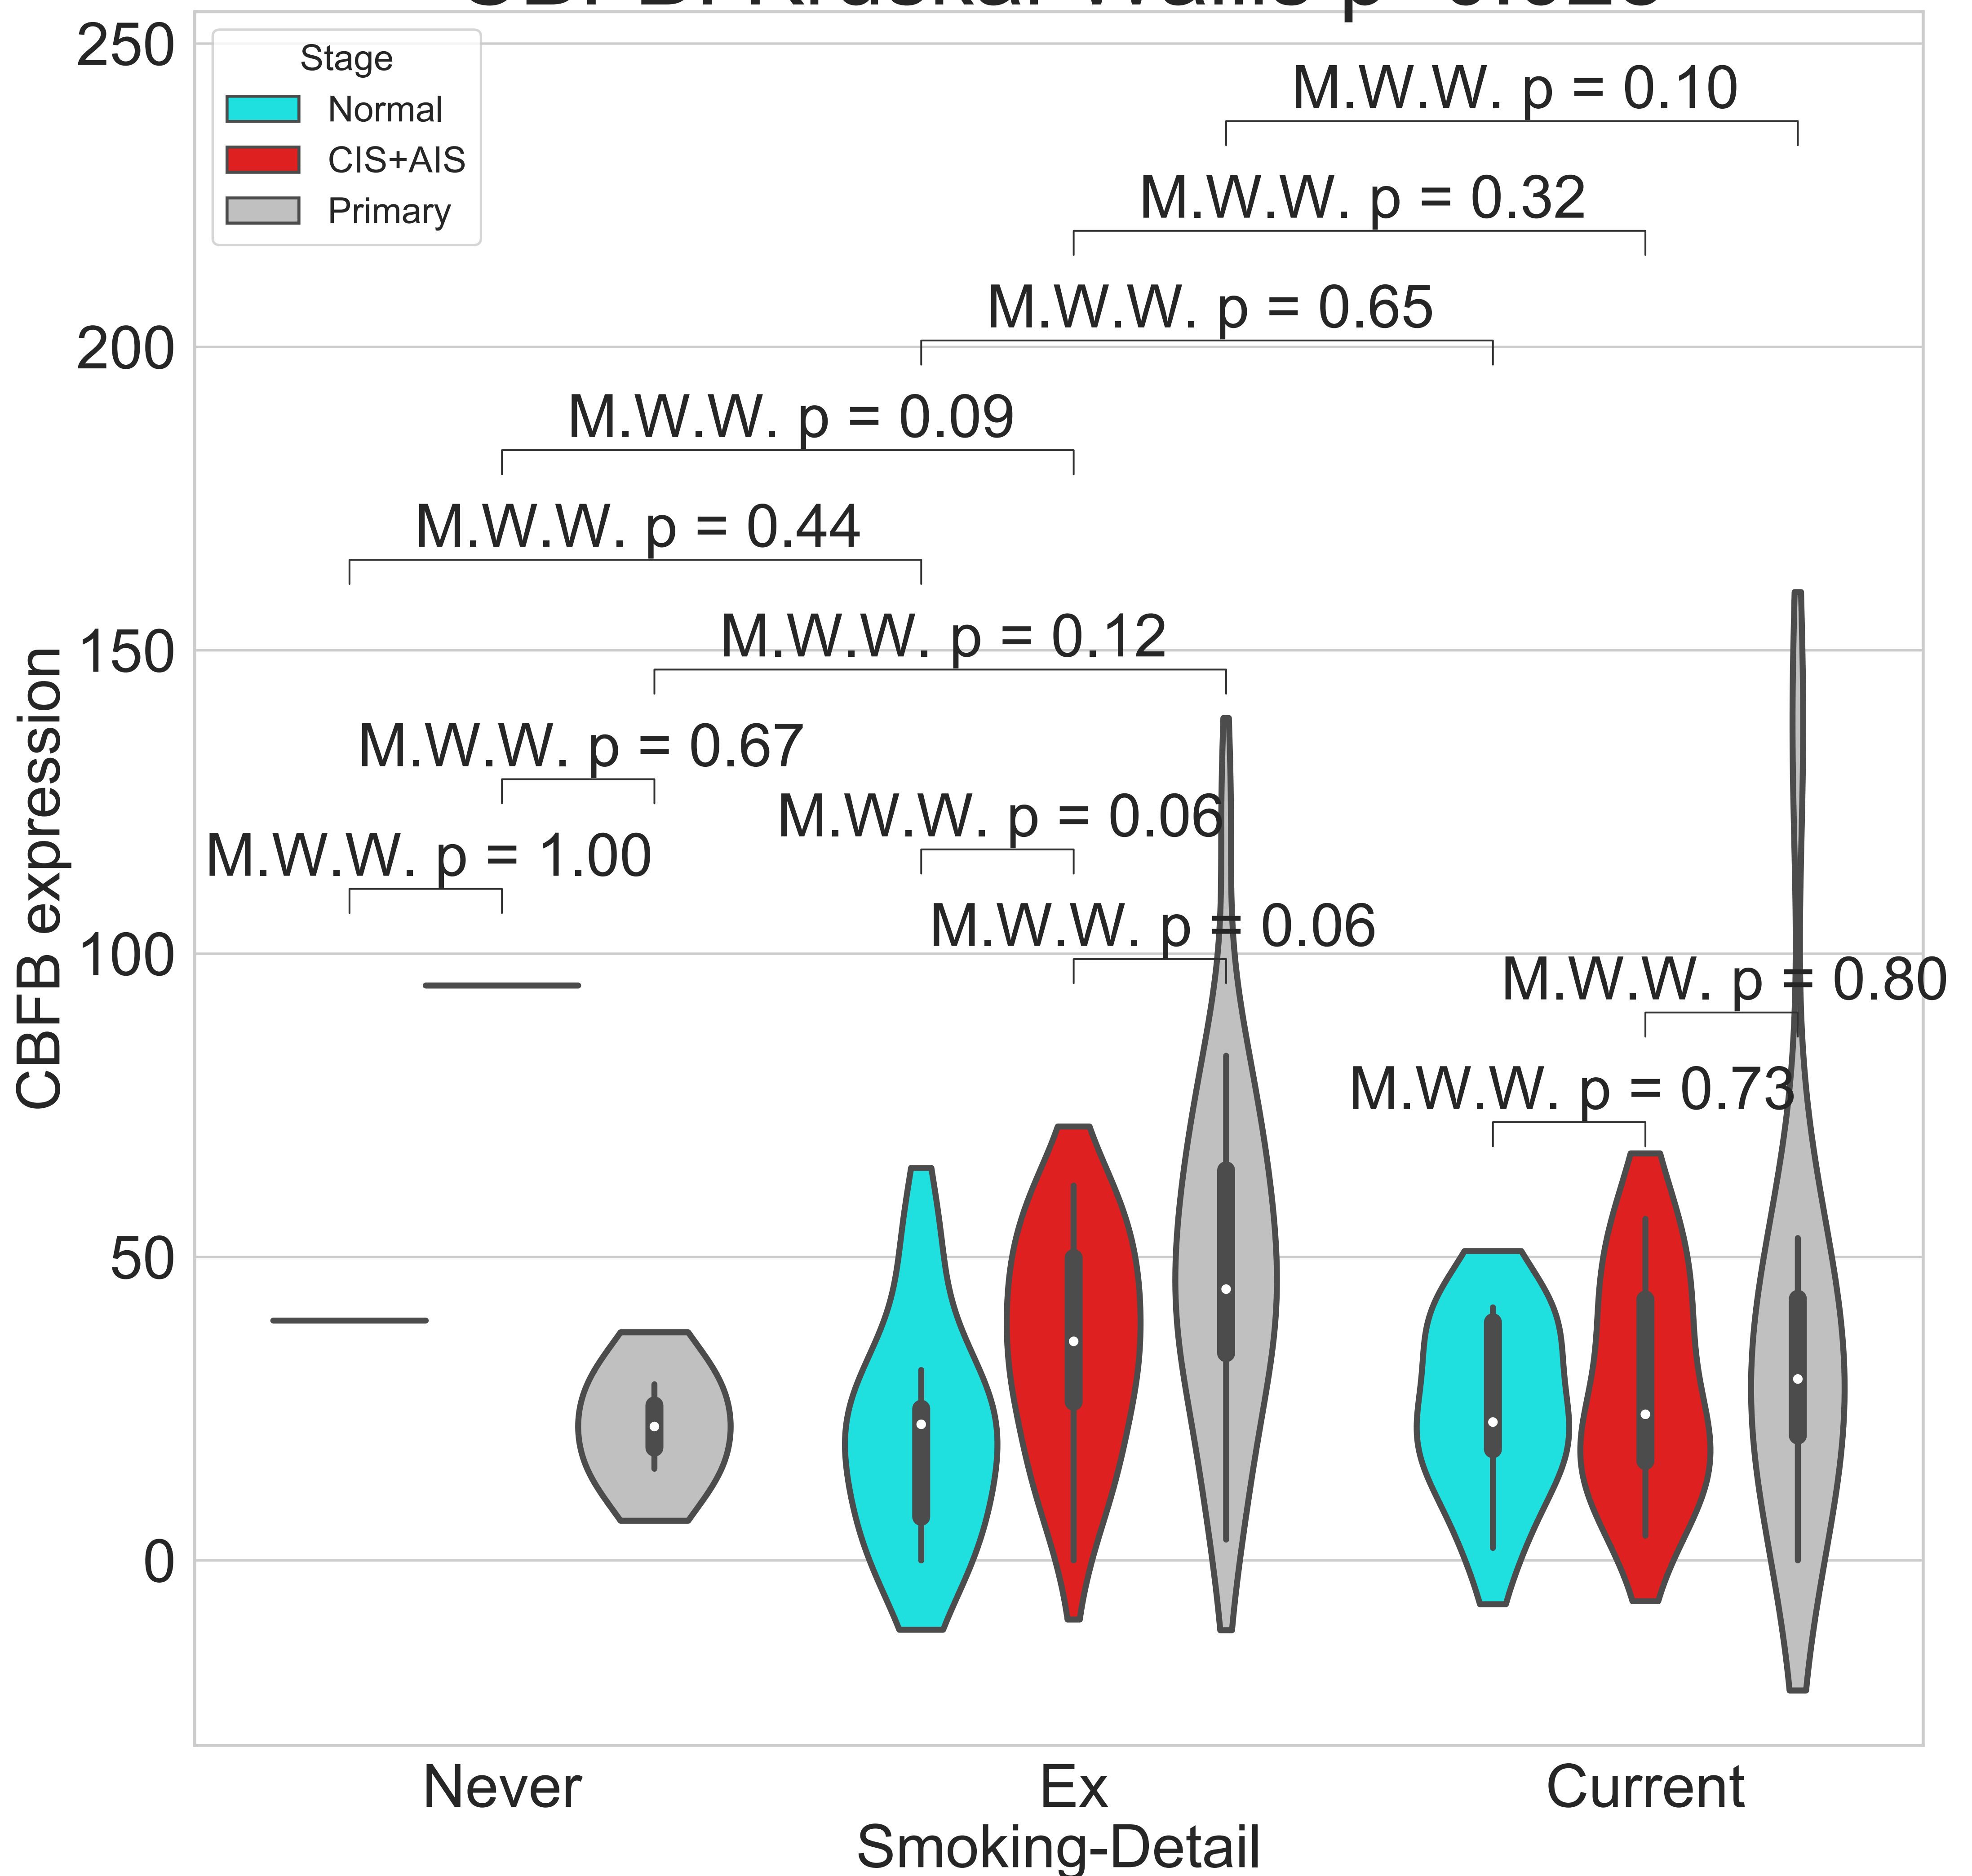 250
Stage
Normal
CIS+AIS
Primary
M.W.W. p = 0.10
M.W.W. p = 0.32
M.W.W. p = 0.65
200
M.W.W. p = 0.09
M.W.W. p = 0.44
150
M.W.W. p = 0.12
M.W.W. p = 0.67
M.W.W. p = 0.06
M.W.W. p = 1.00
M.W.W. p = 0.06
100
M.W.W. p = 0.80
M.W.W. p = 0.73
50
0
CBFB expression
Never
Ex
Current
Smoking-Detail